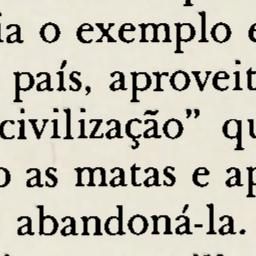 ia o exemplo e
país, aproveit
civilização” qu
o as matas e ap
abandoná-la.